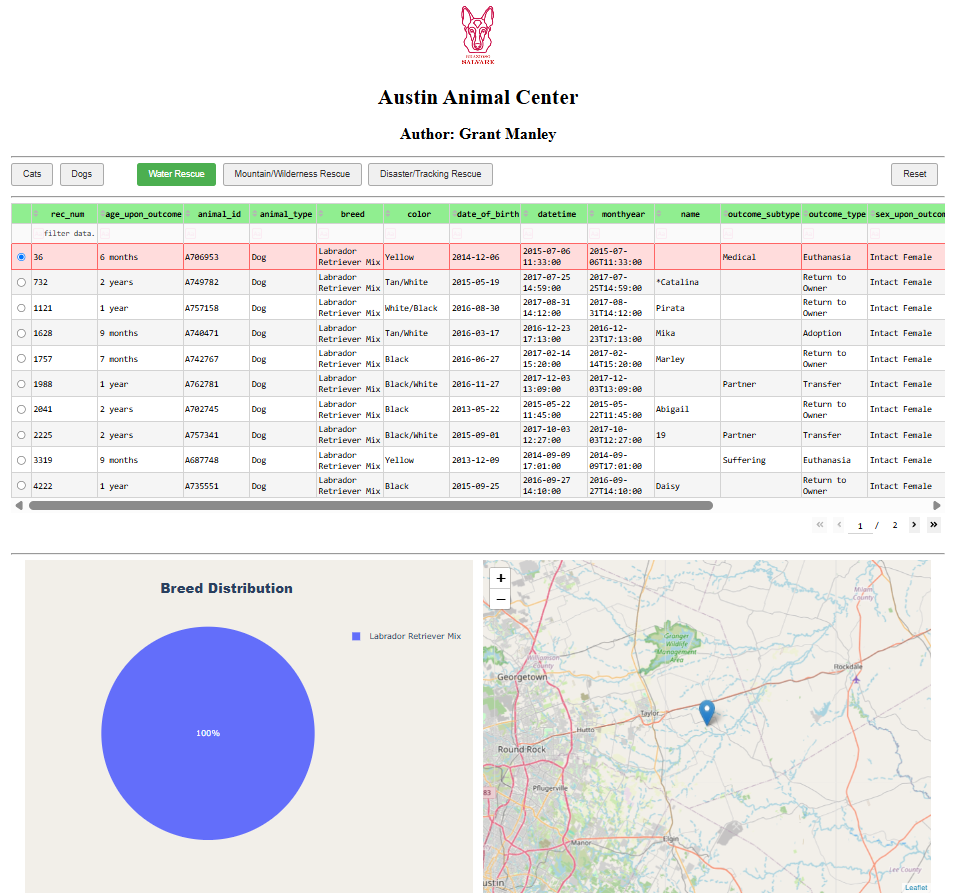 SALVARE
Austin Animal Center
Author: Grant Manley
Cats Dogs Water Rescue Mountain/Wilderness Rescue Disaster/Tracking Rescue Reset
rec_num age_upon_outcome animal_id animal_type breed color date_of_birth datetime monthyear name outcome_subtype outcome_type sex_upon_outcom
filter data.
36 6 months A706953 Dog Labrador Retriever Mix Yellow 2014-12-06 2015-07-06 11:33:00 2015-07-06T11:33:00 Medical Euthanasia Intact Female
732 2 years A749782 Dog Labrador Retriever Mix Tan/White 2015-05-19 2017-07-25 14:59:00 2017-07-25T14:59:00 *Catalina Return to Owner Intact Female
1121 1 year A757158 Dog Labrador Retriever Mix White/Black 2016-08-30 2017-08-31 14:12:00 2017-08-31T14:12:00 Pirata Return to Owner Intact Female
1628 9 months A740471 Dog Labrador Retriever Mix Tan/White 2016-03-17 2016-12-23 17:13:00 2016-12-23T17:13:00 Mika Adoption Intact Female
1757 7 months A742767 Dog Labrador Retriever Mix Black 2016-06-27 2017-02-14 15:20:00 2017-02-14T15:20:00 Marley Return to Owner Intact Female
1988 1 year A762781 Dog Labrador Retriever Mix Black/White 2016-11-27 2017-12-03 13:09:00 2017-12-03T13:09:00 Partner Transfer Intact Female
2041 2 years A702745 Dog Labrador Retriever Mix Black 2013-05-22 2015-05-22 11:45:00 2015-05-22T11:45:00 Abigail Return to Owner Intact Female
2225 2 years A757341 Dog Labrador Retriever Mix Black/White 2015-09-01 2017-10-03 12:27:00 2017-10-03T12:27:00 19 Partner Transfer Intact Female
3319 9 months A687748 Dog Labrador Retriever Mix Yellow 2013-12-09 2014-09-09 17:01:00 2014-09-09T17:01:00 Suffering Euthanasia Intact Female
4222 1 year A735551 Dog Labrador Retriever Mix Black 2015-09-25 2016-09-27 14:10:00 2016-09-27T14:10:00 Daisy Return to Owner Intact Female
« ‹ 1 / 2 › »
Breed Distribution
Labrador Retriever Mix
100%
+
−
Milam
County
Granger
Wildlife
Management
Area
Williamson
County
Rockdale
Georgetown
Taylor
Hutto
Round Rock
Pflugerville
83
Manor
Elgin
Lee County
ustin
Leaflet